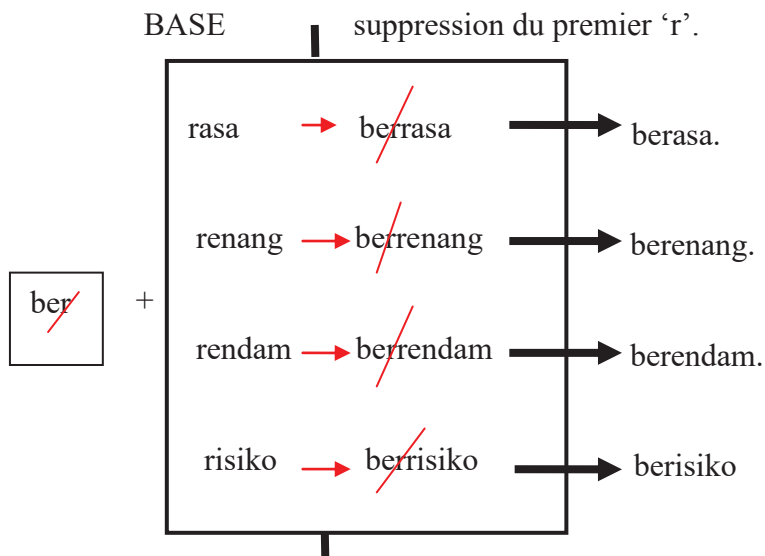 BASE suppression du premier ‘r’.
rasa berrasa berasa.
renang berrenang berenang.
ber +
rendam berrendam berendam.
risiko berrisiko berisiko